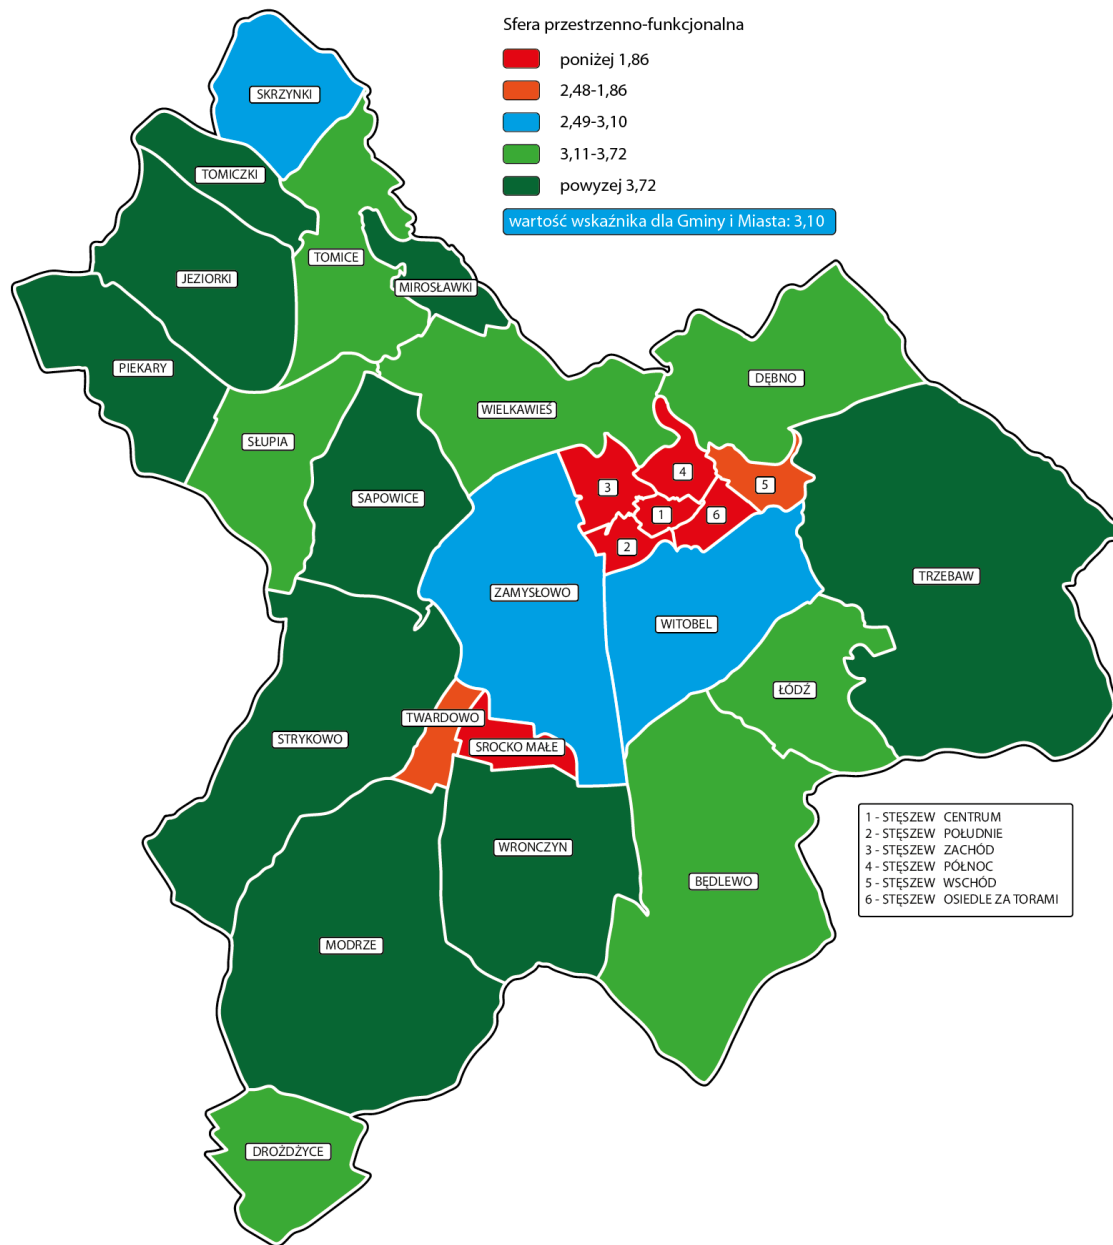 Sfera przestrzenno-funkcjonalna
poniżej 1,86
2,48-1,86
2,49-3,10
3,11-3,72
powyzej 3,72
wartość wskaźnika dla Gminy i Miasta: 3,10
SKRZYNKI
TOMICZKI
TOMICE
JEZIORKI
MIROSŁAWKI
PIEKARY
DĘBNO
WIELKAWIEŚ
SŁUPIA
4
5
3
SAPOWICE
1
6
2
TRZEBAW
ZAMYSŁOWO
WITOBEL
ŁÓDŹ
TWARDOWO
STRYKOWO
SROCKO MAŁE
WRONCZYN
BĘDLEWO
MODRZE
DROŻDŻYCE
1 - STĘSZEW CENTRUM
2 - STĘSZEW POŁUDNIE
3 - STĘSZEW ZACHÓD
4 - STĘSZEW PÓŁNOC
5 - STĘSZEW WSCHÓD
6 - STĘSZEW OSIEDLE ZA TORAMI